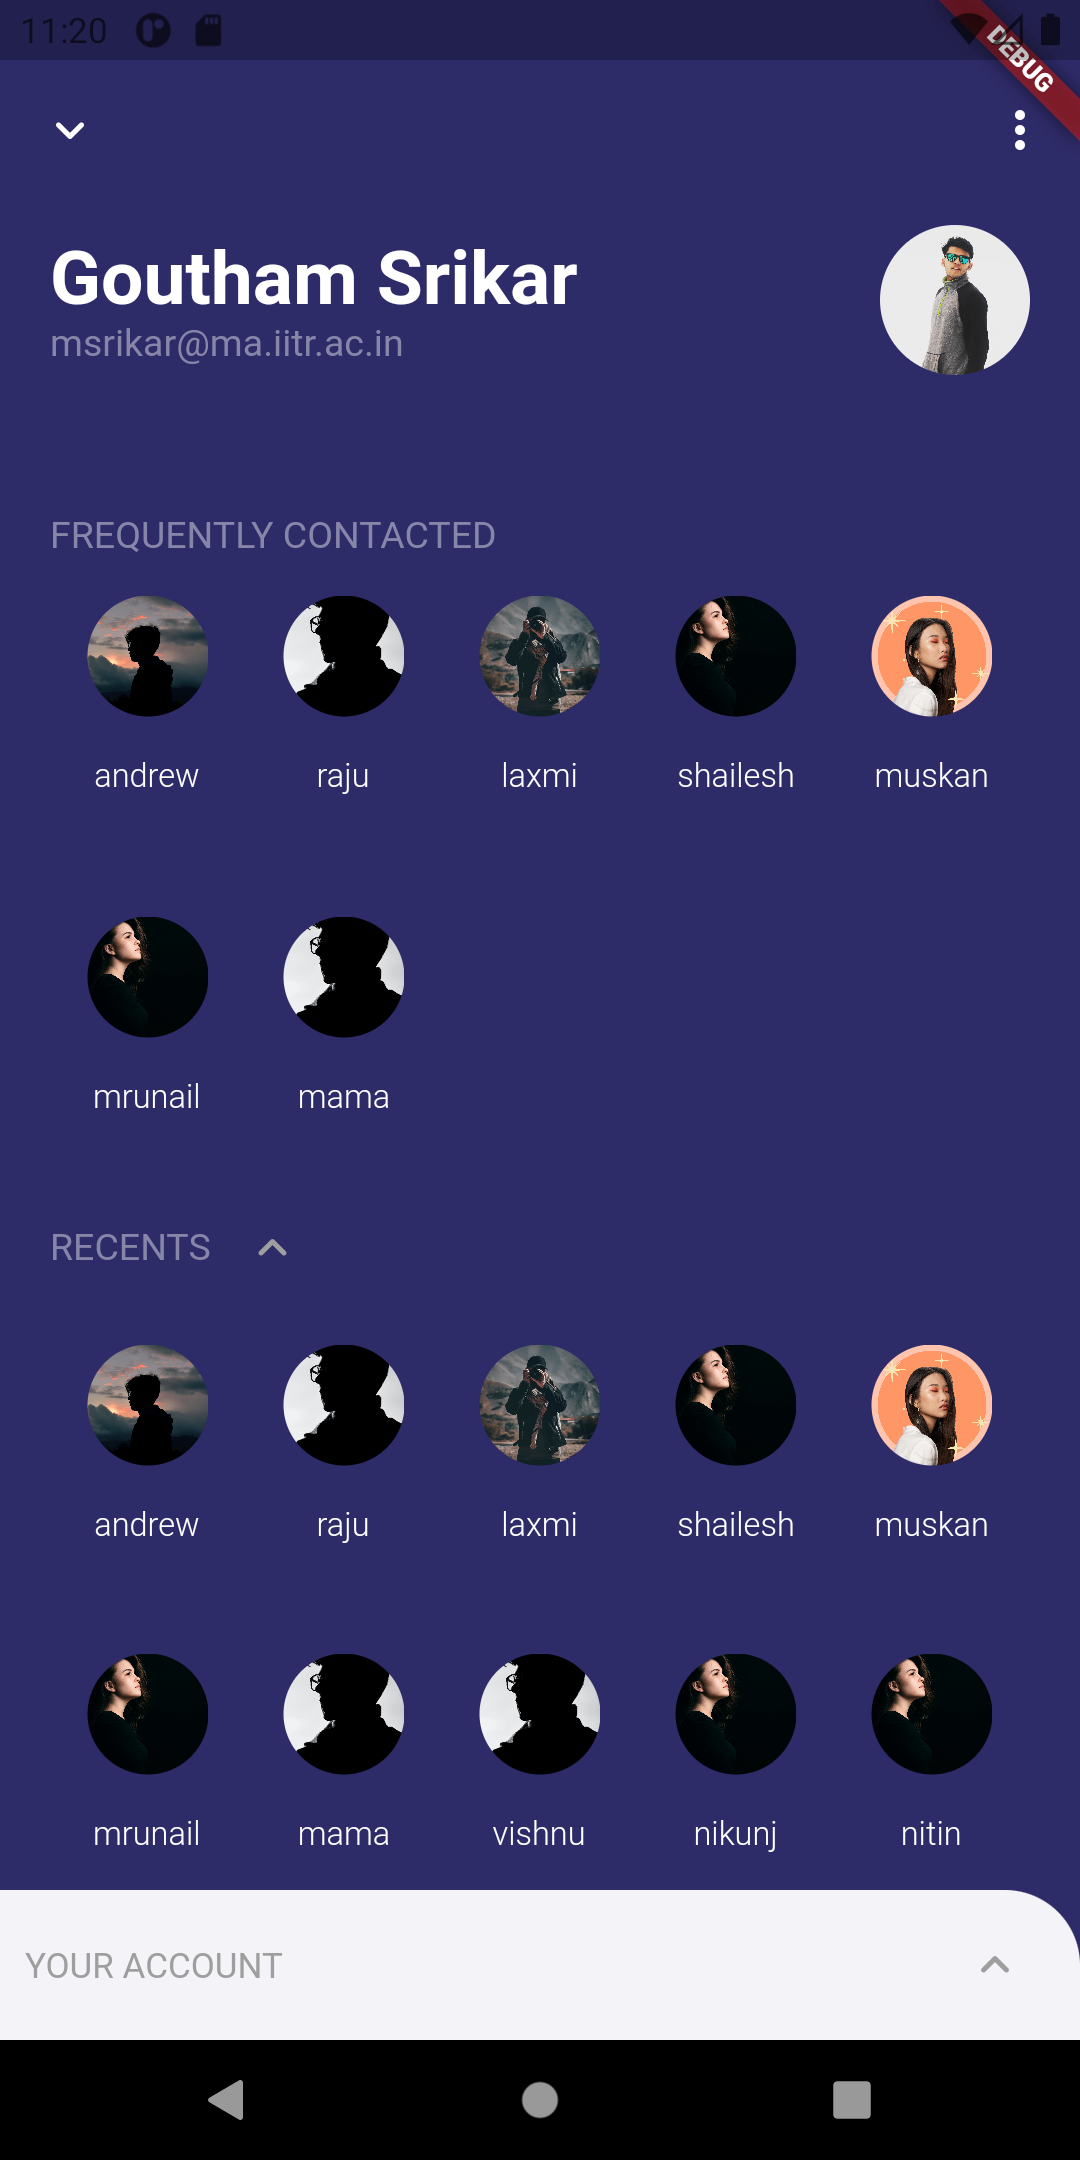 11:20
DEBUG
Goutham Srikar
msrikar@ma.iitr.ac.in
FREQUENTLY CONTACTED
andrew raju laxmi shailesh muskan
mrunail mama
RECENTS
andrew raju laxmi shailesh muskan
mrunail mama vishnu nikunj nitin
YOUR ACCOUNT